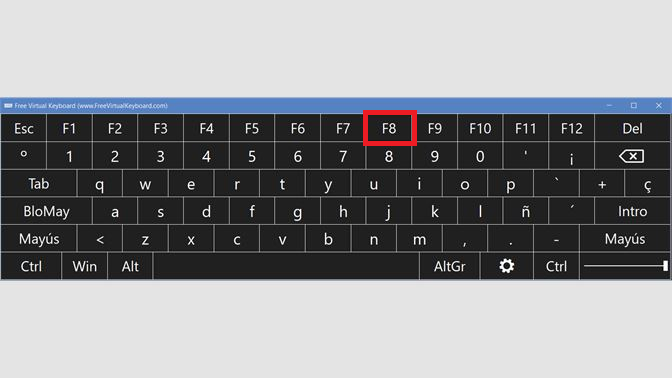 Free Virtual Keyboard (www.FreeVirtualKeyboard.com)
Esc F1 F2 F3 F4 F5 F6 F7 F8 F9 F10 F11 F12 Del
º 1 2 3 4 5 6 7 8 9 0 ' ¡
Tab q w e r t y u i o p ` + ç
BloMay a s d f g h j k l ñ ´ Intro
Mayús < z x c v b n m , . - Mayús
Ctrl Win Alt AltGr Ctrl